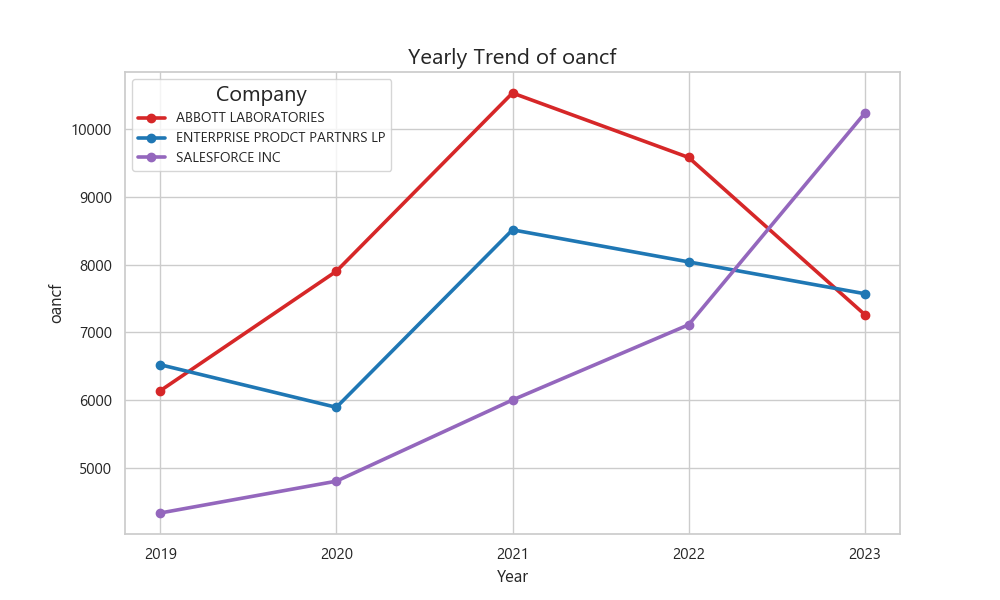 Yearly Trend of oancf
Company
ABBOTT LABORATORIES
ENTERPRISE PRODCT PARTNRS LP
SALESFORCE INC
oancf
10000
9000
8000
7000
6000
5000
2019 2020 2021 2022 2023
Year